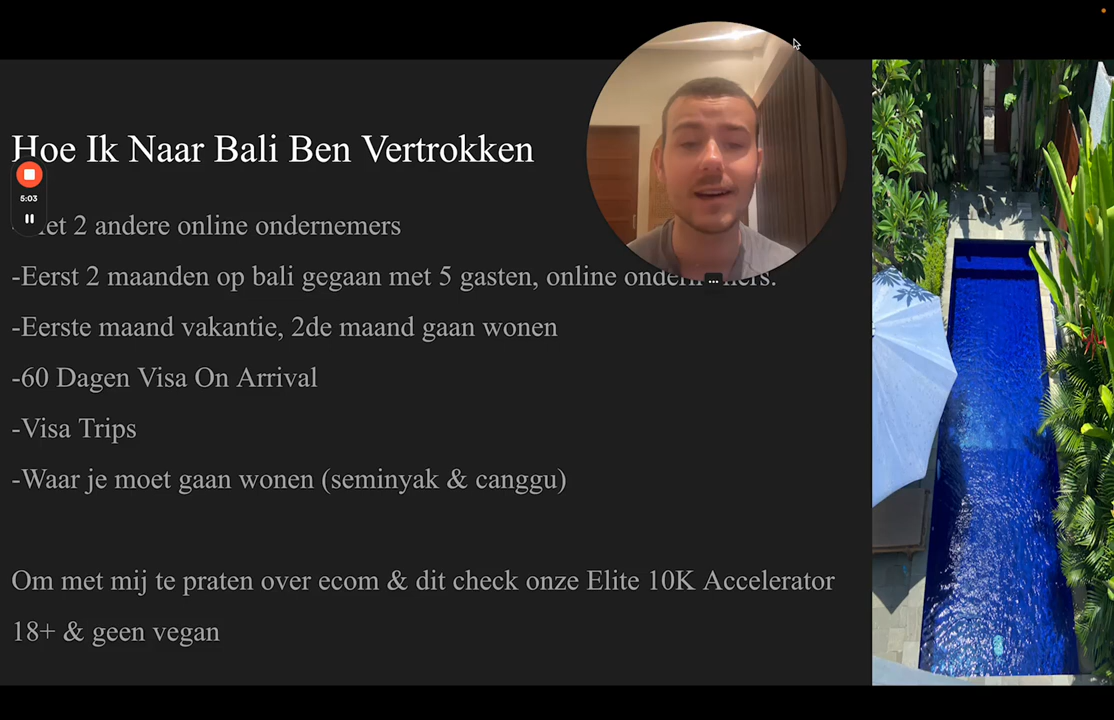 Hoe Ik Naar Bali Ben Vertrokken
5:03
et 2 andere online ondernemers
-Eerst 2 maanden op bali gegaan met 5 gasten, online
-Eerste maand vakantie, 2de maand gaan wonen
-60 Dagen Visa On Arrival
-Visa Trips
-Waar je moet gaan wonen (seminyak & canggu)
Om met mij te praten over ecom & dit check onze Elite 10K Accelerator
18+ & geen vegan